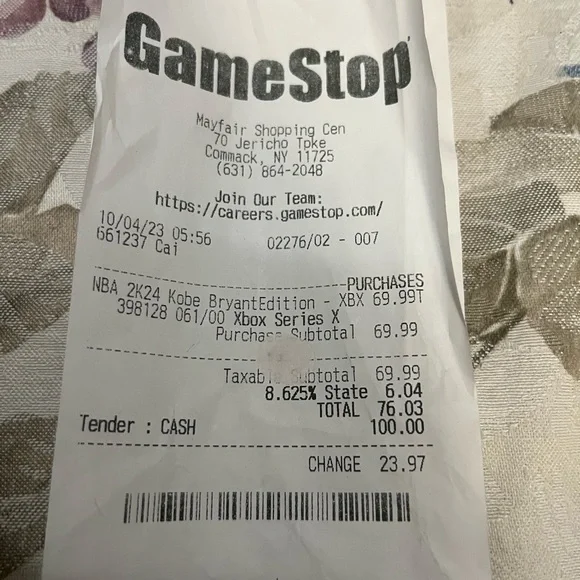 GameStop
Mayfair Shopping Cen
70 Jericho Tpke
Commack, NY 11725
(631) 864-2048
Join Our Team:
https://careers.gamestop.com/
10/04/23 05:56
661237 Cai 02276/02 - 007
PURCHASES
NBA 2K24 Kobe BryantEdition - XBX 69.99T
398128 061/00 Xbox Series X
Purchase Subtotal 69.99
Taxable Subtotal 69.99
8.625% State 6.04
TOTAL 76.03
Tender : CASH 100.00
CHANGE 23.97